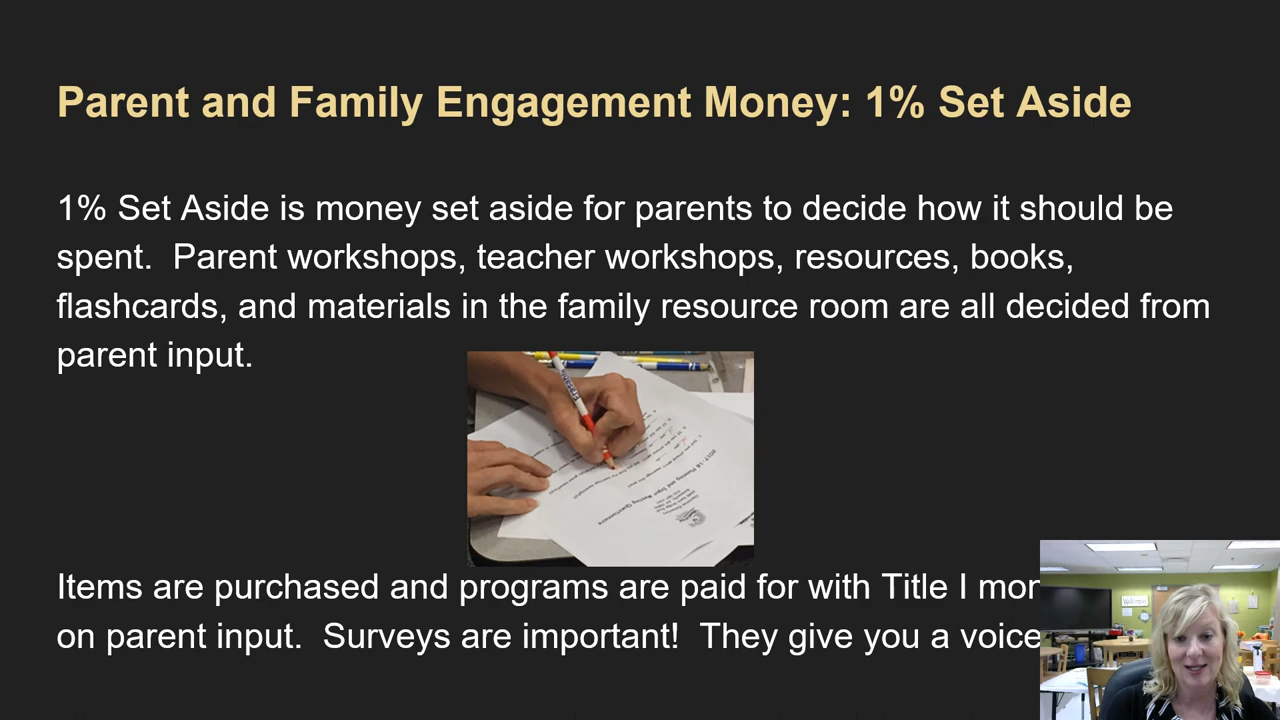 Parent and Family Engagement Money: 1% Set Aside
1% Set Aside is money set aside for parents to decide how it should be
spent.  Parent workshops, teacher workshops, resources, books,
flashcards, and materials in the family resource room are all decided from
parent input.
Items are purchased and programs are paid for with Title I
on parent input.  Surveys are important!  They give you a voice
Welcome